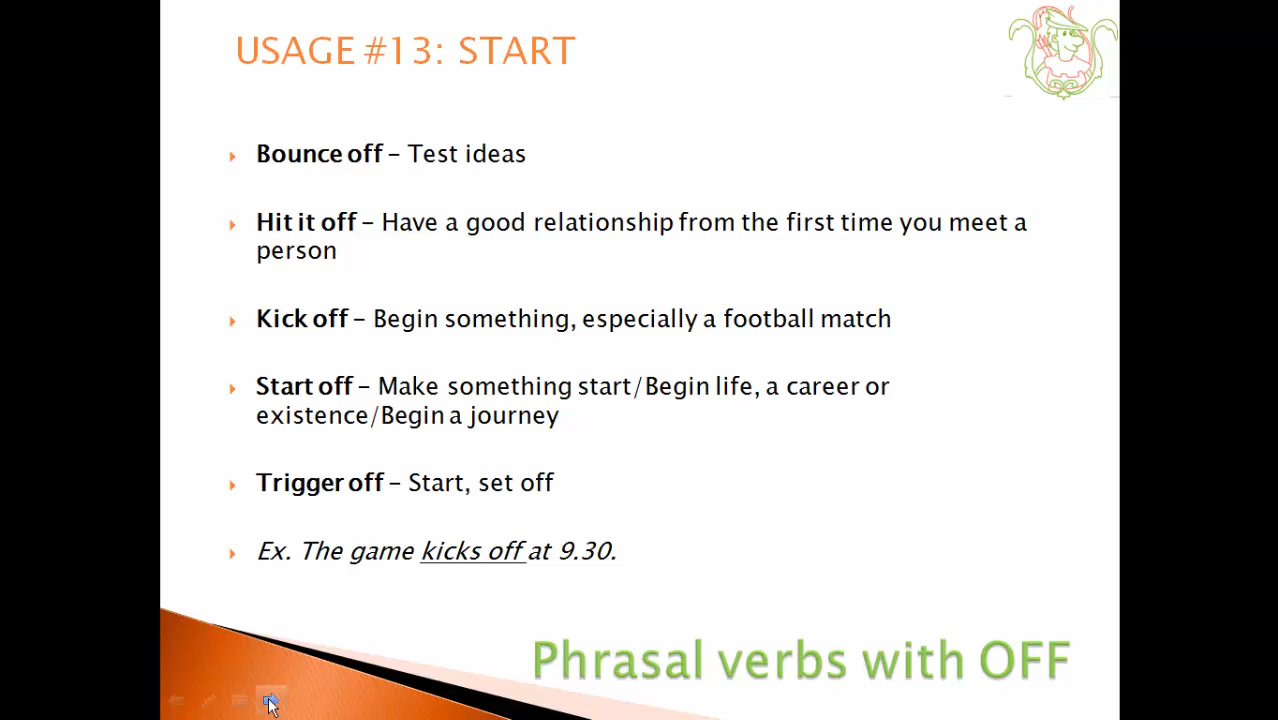 USAGE #13: START
Bounce off – Test ideas
Hit it off – Have a good relationship from the first time you meet a
person
Kick off – Begin something, especially a football match
Start off – Make something start/Begin life, a career or
existence/Begin a journey
Trigger off – Start, set off
Ex. The game kicks off at 9.30.
Phrasal verbs with OFF